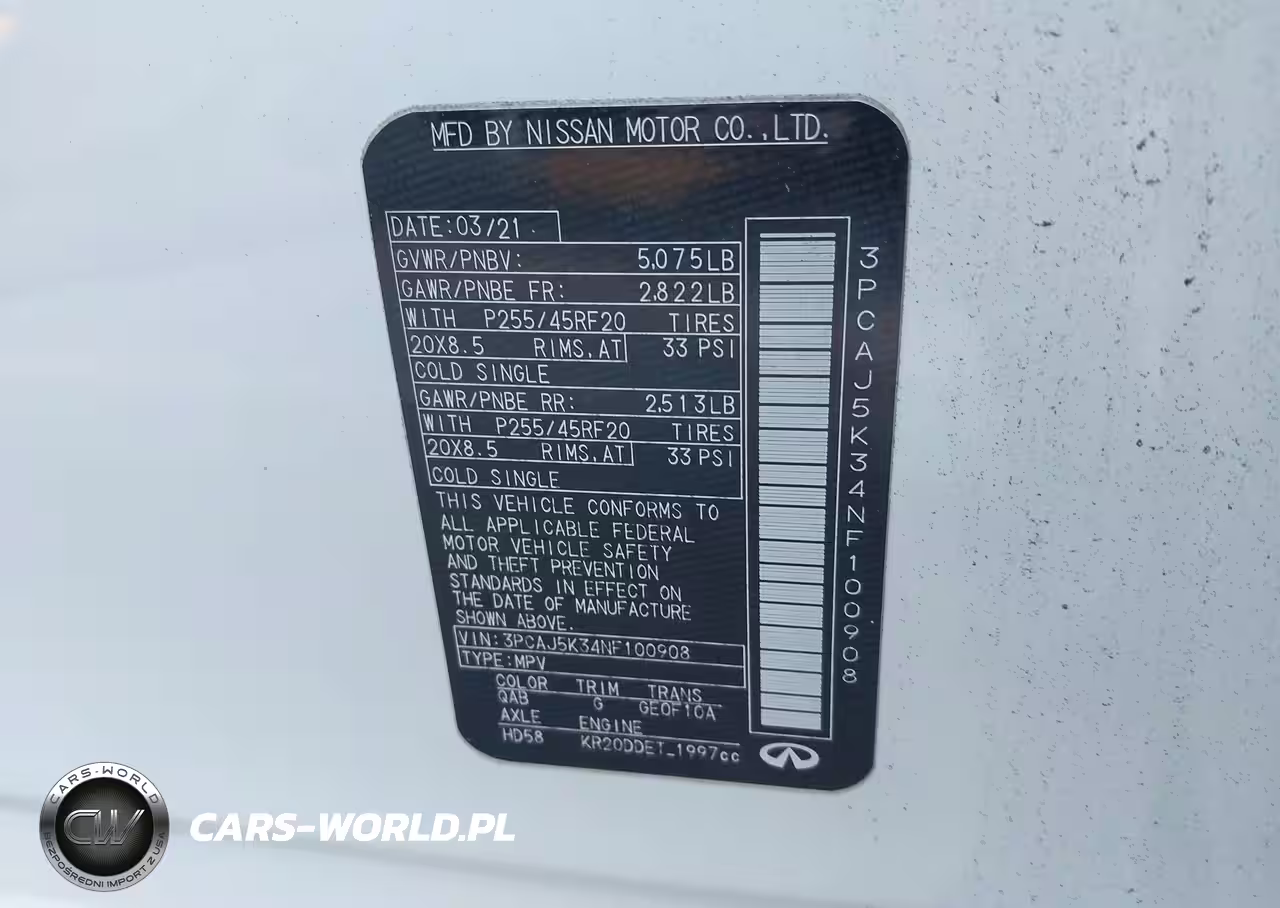 MFD BY NISSAN MOTOR CO.,LTD.
DATE:03/21
GVWR/PNBV: 5,075LB
GAWR/PNBE FR: 2,822LB
WITH P255/45RF20 TIRES
20X8.5 RIMS,AT 33 PSI
COLD SINGLE
GAWR/PNBE RR: 2,513LB
WITH P255/45RF20 TIRES
20X8.5 RIMS,AT 33 PSI
COLD SINGLE
THIS VEHICLE CONFORMS TO
ALL APPLICABLE FEDERAL
MOTOR VEHICLE SAFETY
AND THEFT PREVENTION
STANDARDS IN EFFECT ON
THE DATE OF MANUFACTURE
SHOWN ABOVE.
VIN:3PCAJ5K34NF100908
TYPE:MPV
COLOR TRIM TRANS
QAB G GE0F10A
AXLE ENGINE
HD58 KR20DDET_1997cc
3PCAJ5K34NF100908
CARS-WORLD
CW
BEZPOŚREDNI IMPORT Z USA
CARS-WORLD.PL